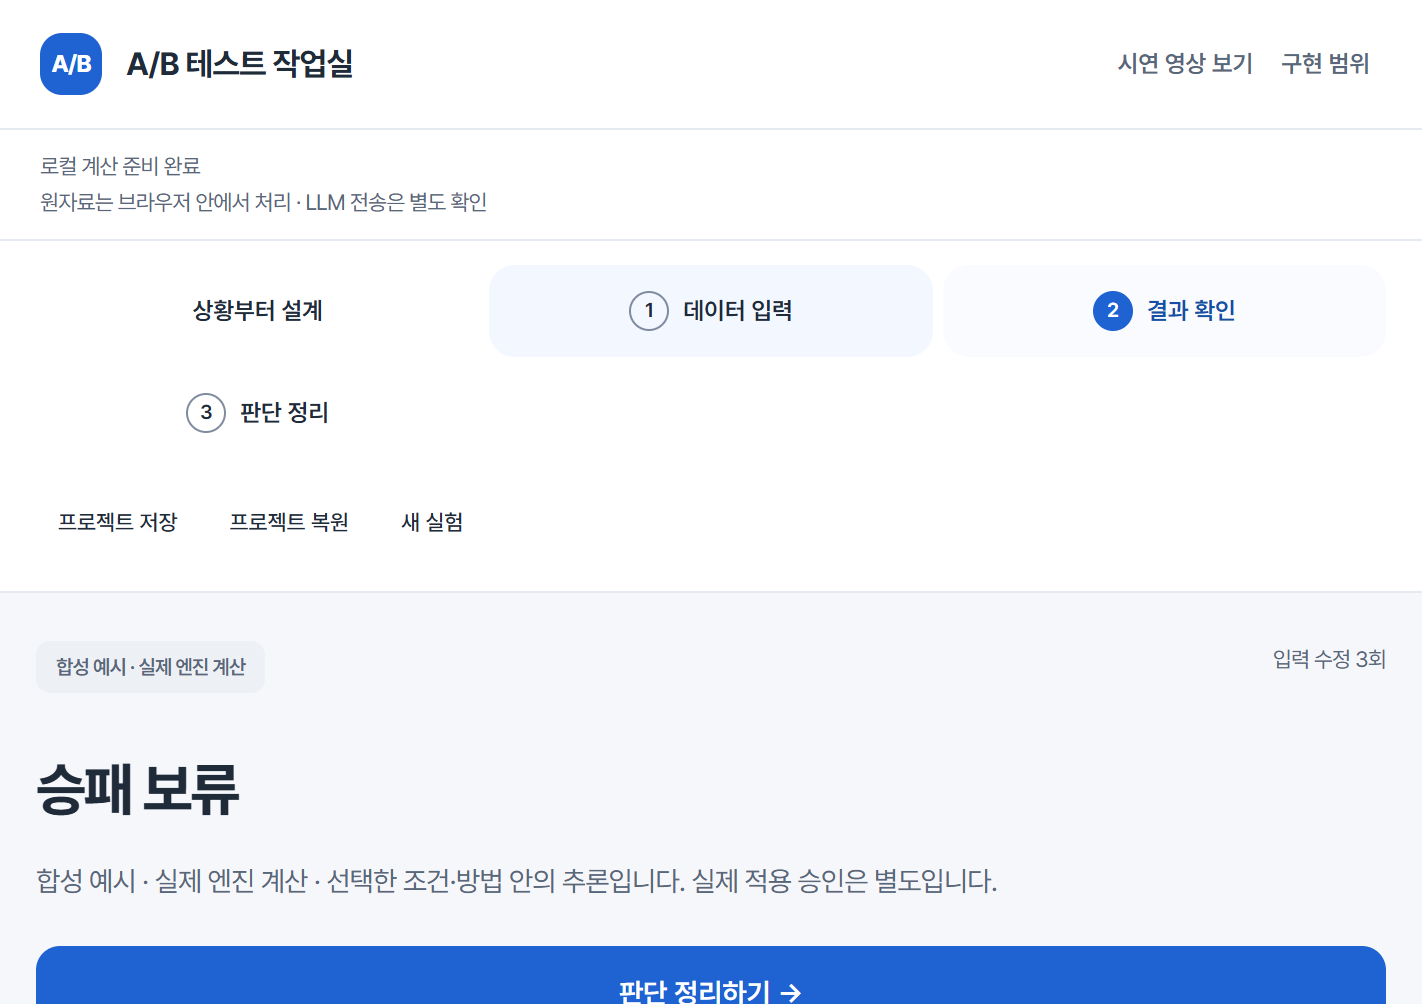 A/B
A/B 테스트 작업실
시연 영상 보기
구현 범위
로컬 계산 준비 완료
원자료는 브라우저 안에서 처리 · LLM 전송은 별도 확인
상황부터 설계
1 데이터 입력
2 결과 확인
3 판단 정리
프로젝트 저장
프로젝트 복원
새 실험
합성 예시 · 실제 엔진 계산
입력 수정 3회
승패 보류
합성 예시 · 실제 엔진 계산 · 선택한 조건·방법 안의 추론입니다. 실제 적용 승인은 별도입니다.
판단 정리하기 →